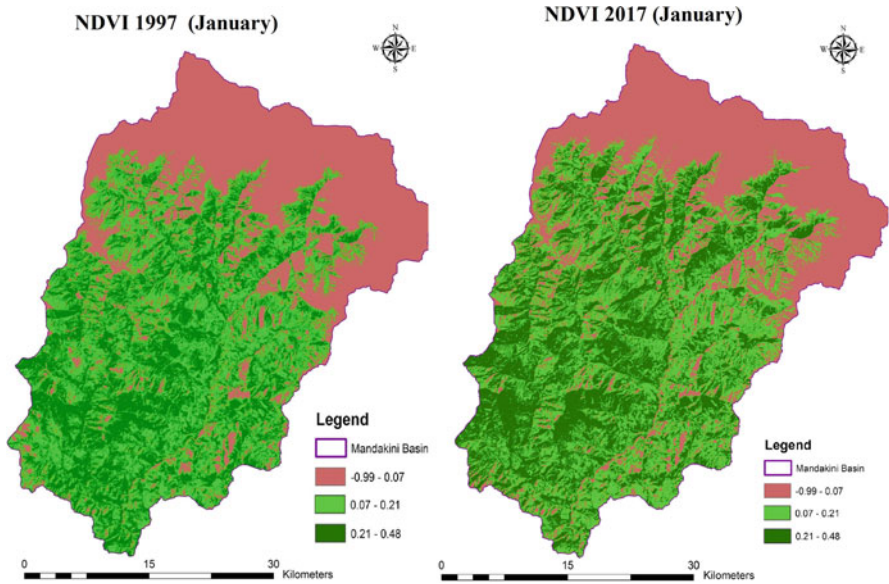 NDVI 1997 (January)
N
W E
S
Legend
Mandakini Basin
-0.99 - 0.07
0.07 - 0.21
0.21 - 0.48
0 15 30
Kilometers
NDVI 2017 (January)
N
W E
S
Legend
Mandakini Basin
-0.99 - 0.07
0.07 - 0.21
0.21 - 0.48
0 15 30
Kilometers